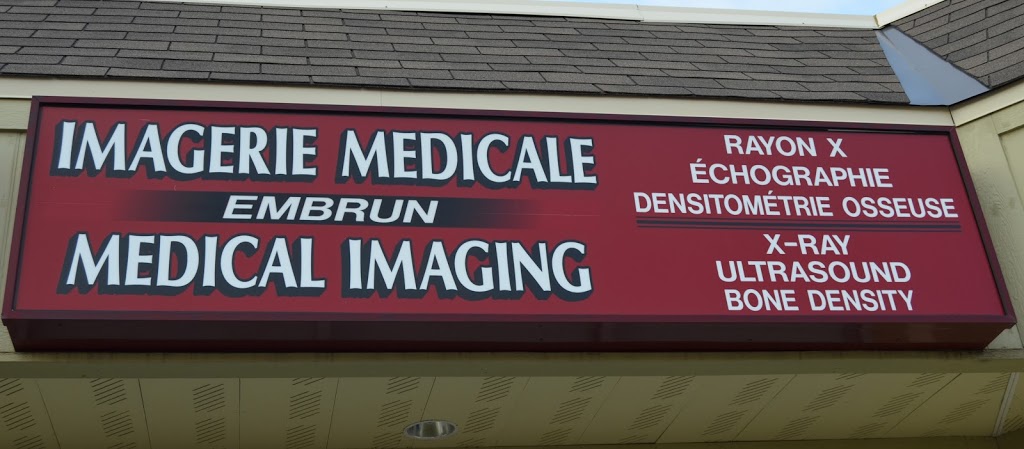 IMAGERIE MEDICALE
EMBRUN
MEDICAL IMAGING
RAYON X
ÉCHOGRAPHIE
DENSITOMÉTRIE OSSEUSE
X-RAY
ULTRASOUND
BONE DENSITY